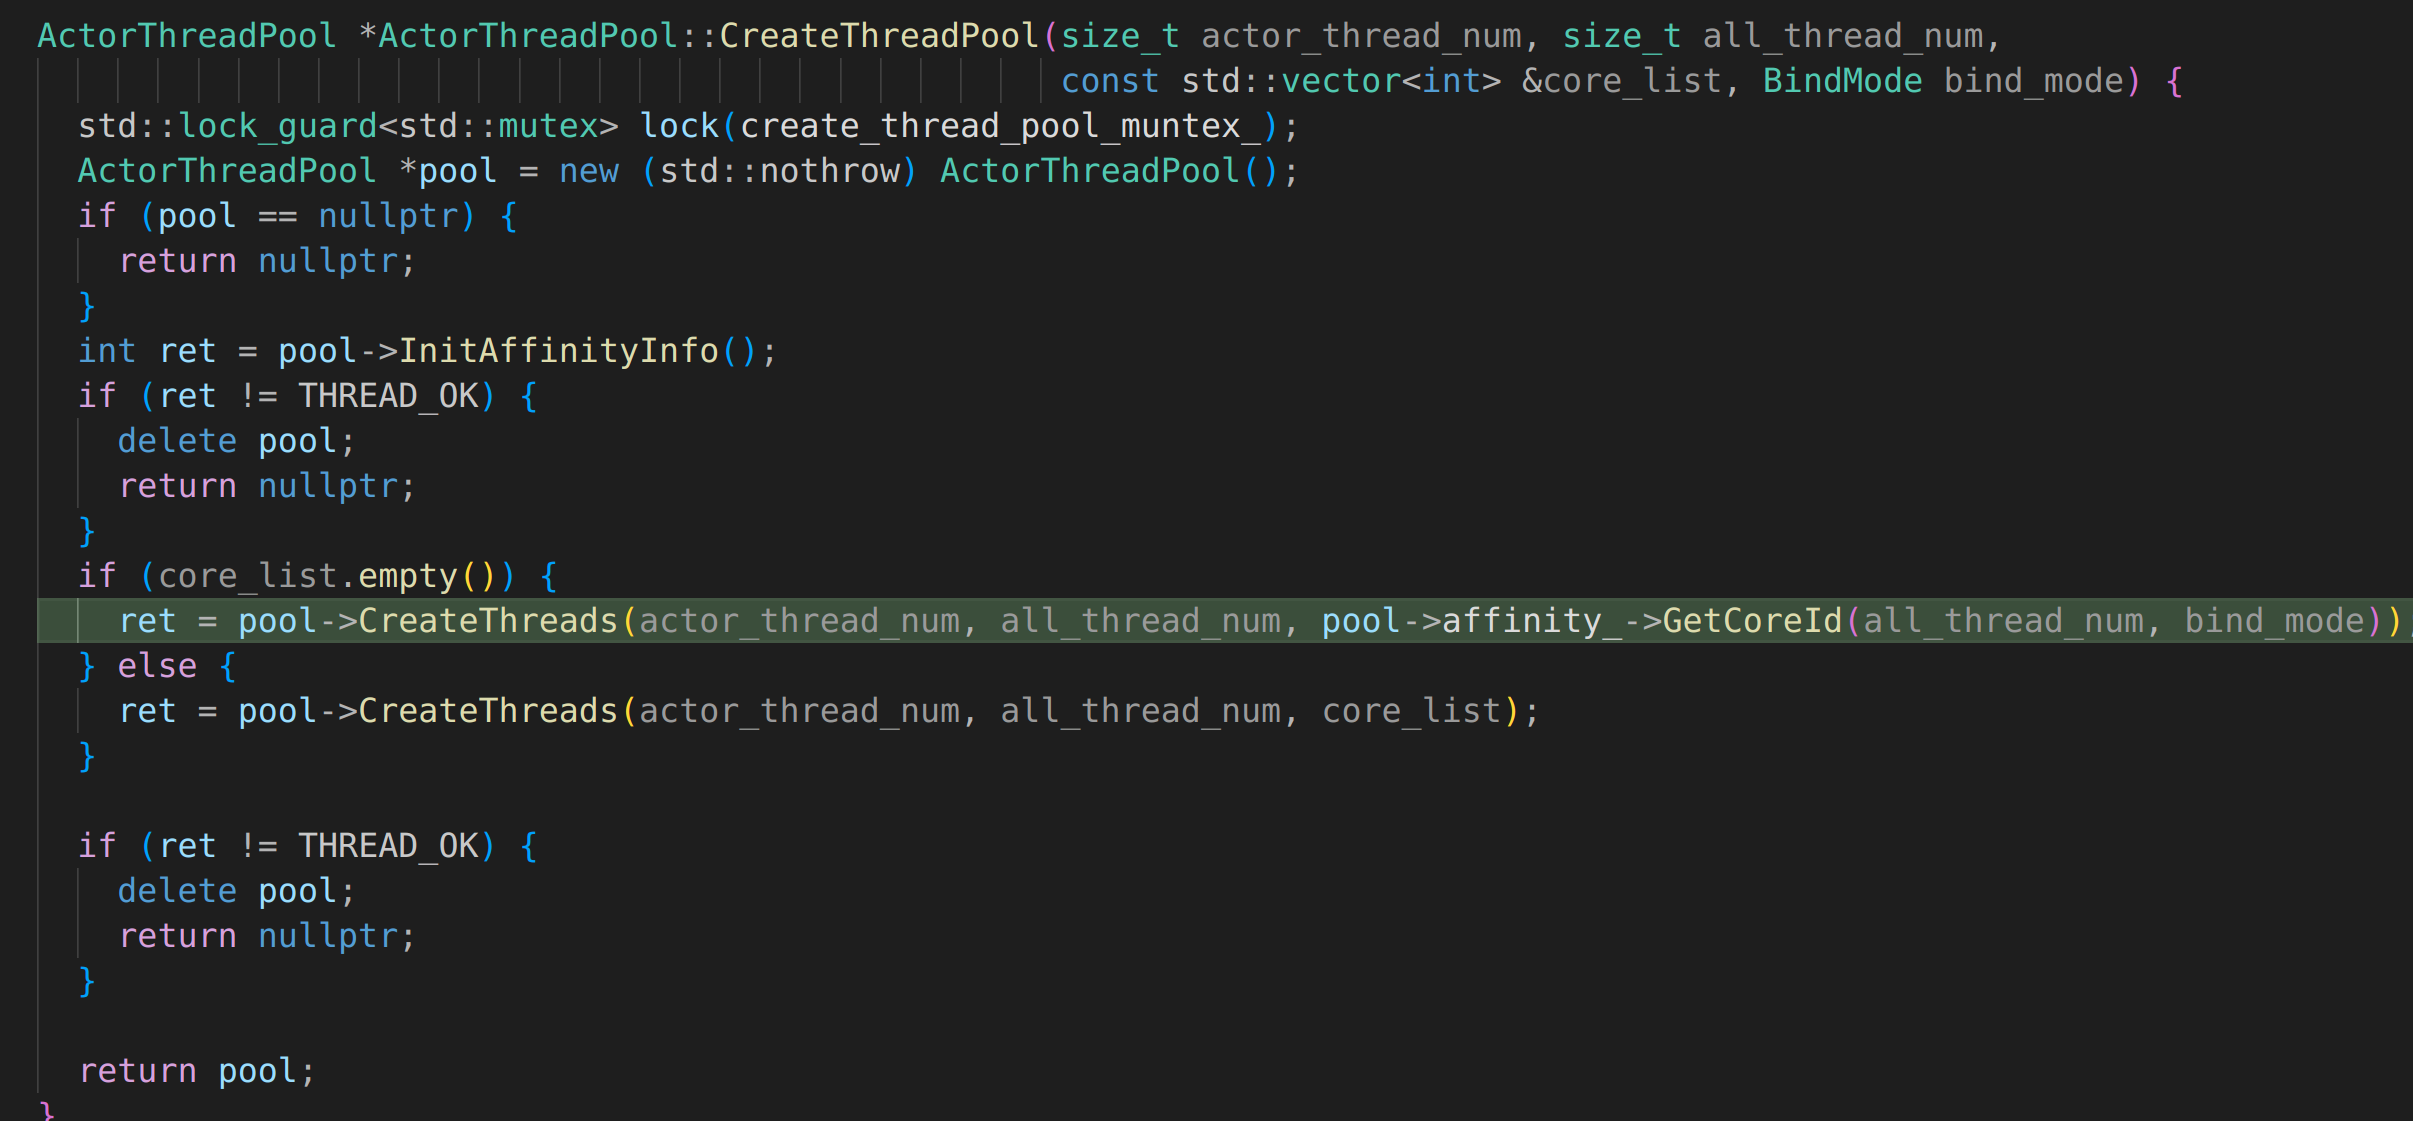 ActorThreadPool *ActorThreadPool::CreateThreadPool(size_t actor_thread_num, size_t all_thread_num,
const std::vector<int> &core_list, BindMode bind_mode) {
std::lock_guard<std::mutex> lock(create_thread_pool_muntex_);
ActorThreadPool *pool = new (std::nothrow) ActorThreadPool();
if (pool == nullptr) {
return nullptr;
}
int ret = pool->InitAffinityInfo();
if (ret != THREAD_OK) {
delete pool;
return nullptr;
}
if (core_list.empty()) {
ret = pool->CreateThreads(actor_thread_num, all_thread_num, pool->affinity_->GetCoreId(all_thread_num, bind_mode));
} else {
ret = pool->CreateThreads(actor_thread_num, all_thread_num, core_list);
}
if (ret != THREAD_OK) {
delete pool;
return nullptr;
}
return pool;
}